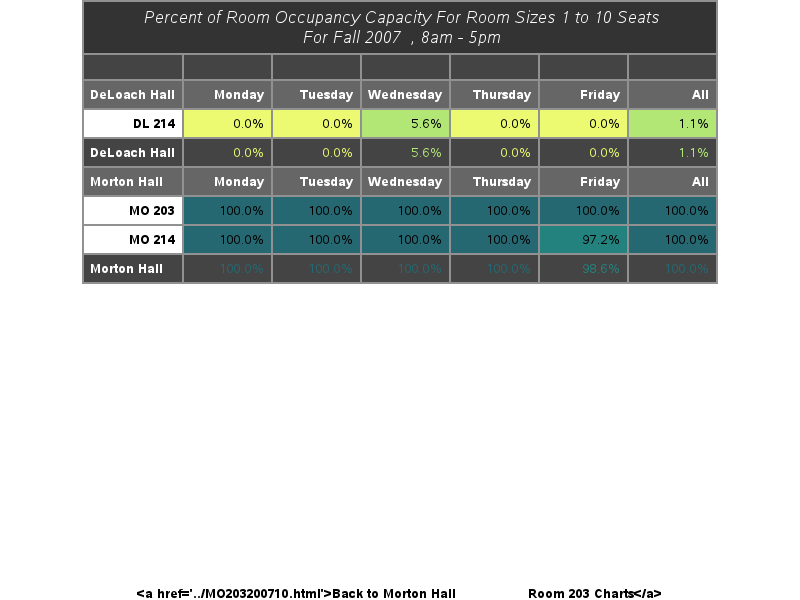 Percent of Room Occupancy Capacity For Room Sizes 1 to 10 Seats
For Fall 2007 , 8am - 5pm
DeLoach Hall Monday Tuesday Wednesday Thursday Friday All
DL 214 0.0% 0.0% 5.6% 0.0% 0.0% 1.1%
DeLoach Hall 0.0% 0.0% 5.6% 0.0% 0.0% 1.1%
Morton Hall Monday Tuesday Wednesday Thursday Friday All
MO 203 100.0% 100.0% 100.0% 100.0% 100.0% 100.0%
MO 214 100.0% 100.0% 100.0% 100.0% 97.2% 100.0%
Morton Hall 100.0% 100.0% 100.0% 100.0% 98.6% 100.0%
<a href='../MO203200710.html'>Back to Morton Hall Room 203 Charts</a>